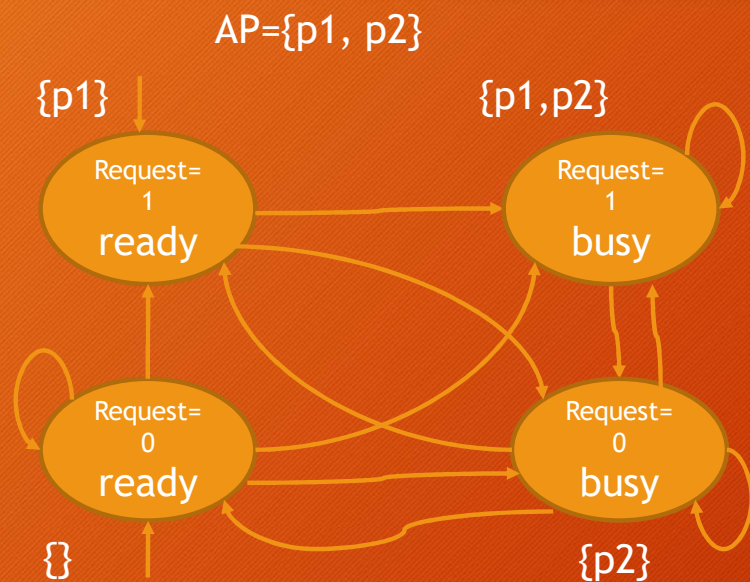 AP={p1, p2}
{p1}
{p1,p2}
Request=
1
ready
Request=
1
busy
Request=
0
ready
Request=
0
busy
{}
{p2}